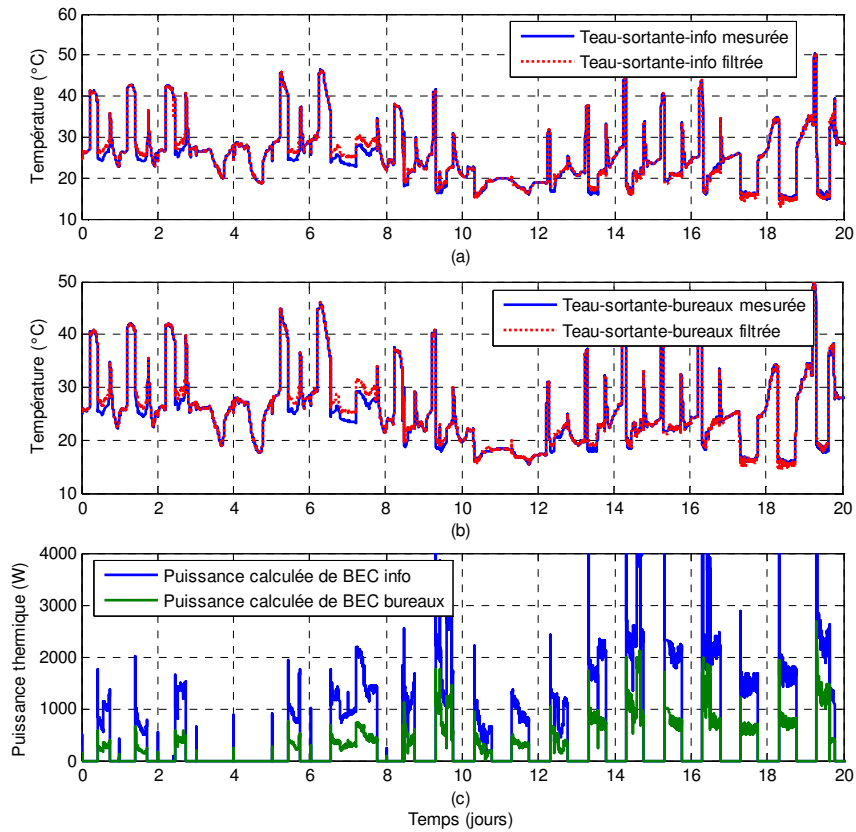 60
50
40
30
20
10
Température (°C)
Teau-sortante-info mesurée
Teau-sortante-info filtrée
0 2 4 6 8 10 12 14 16 18 20
(a)
50
40
30
20
10
Température (°C)
Teau-sortante-bureaux mesurée
Teau-sortante-bureaux filtrée
0 2 4 6 8 10 12 14 16 18 20
(b)
4000
3000
2000
1000
0
Puissance thermique (W)
Puissance calculée de BEC info
Puissance calculée de BEC bureaux
0 2 4 6 8 10 12 14 16 18 20
(c)
Temps (jours)